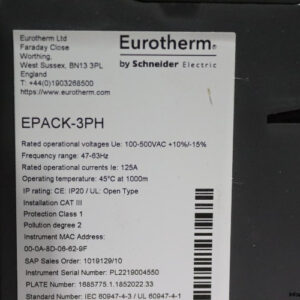 Eurotherm Ltd
Faraday Close
Worthing,
West Sussex, BN13 3PL
England
T: +44(0)1903268500
https://www.eurotherm.com
Eurotherm®
by Schneider Electric
EPACK-3PH
Rated operational voltages Ue: 100-500VAC +10%/-15%
Frequency range: 47-63Hz
Rated operational currents Ie: 125A
Operating temperature: 45°C at 1000m
IP rating: CE: IP20 / UL: Open Type
Installation CAT III
Protection Class 1
Pollution degree 2
Instrument MAC Address:
00-0A-8D-06-62-9F
SAP Sales Order: 1019129/10
Instrument Serial Number: PL2219004550
PLATE Number: 1685775.1.1852022.33
Standard Number: IEC 60947-4-3 / UL 60947-4-1